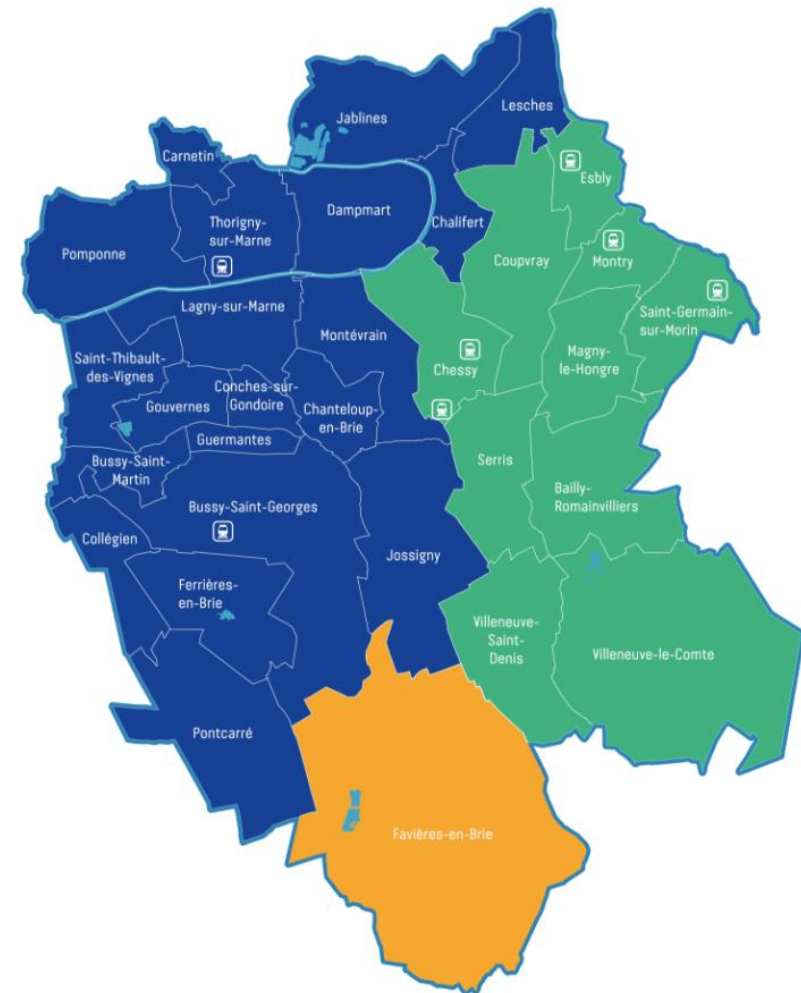 Jablines
Lesches
Carnetin
Esbly
Thorigny-
sur-Marne
Dampmart
Chalifert
Pomponne
Coupvray
Montry
Lagny-sur-Marne
Saint-Germain-
sur-Morin
Montévrain
Saint-Thibault-
des-Vignes
Chessy
Magny-
le-Hongre
Conches-sur-
Gondoire
Gouvernes
Chanteloup-
en-Brie
Guermantes
Serris
Bussy-Saint-
Martin
Bailly-
Romainvilliers
Bussy-Saint-Georges
Collégien
Jossigny
Ferrières-
en-Brie
Villeneuve-
Saint-
Denis
Villeneuve-le-Comte
Pontcarré
Favières-en-Brie